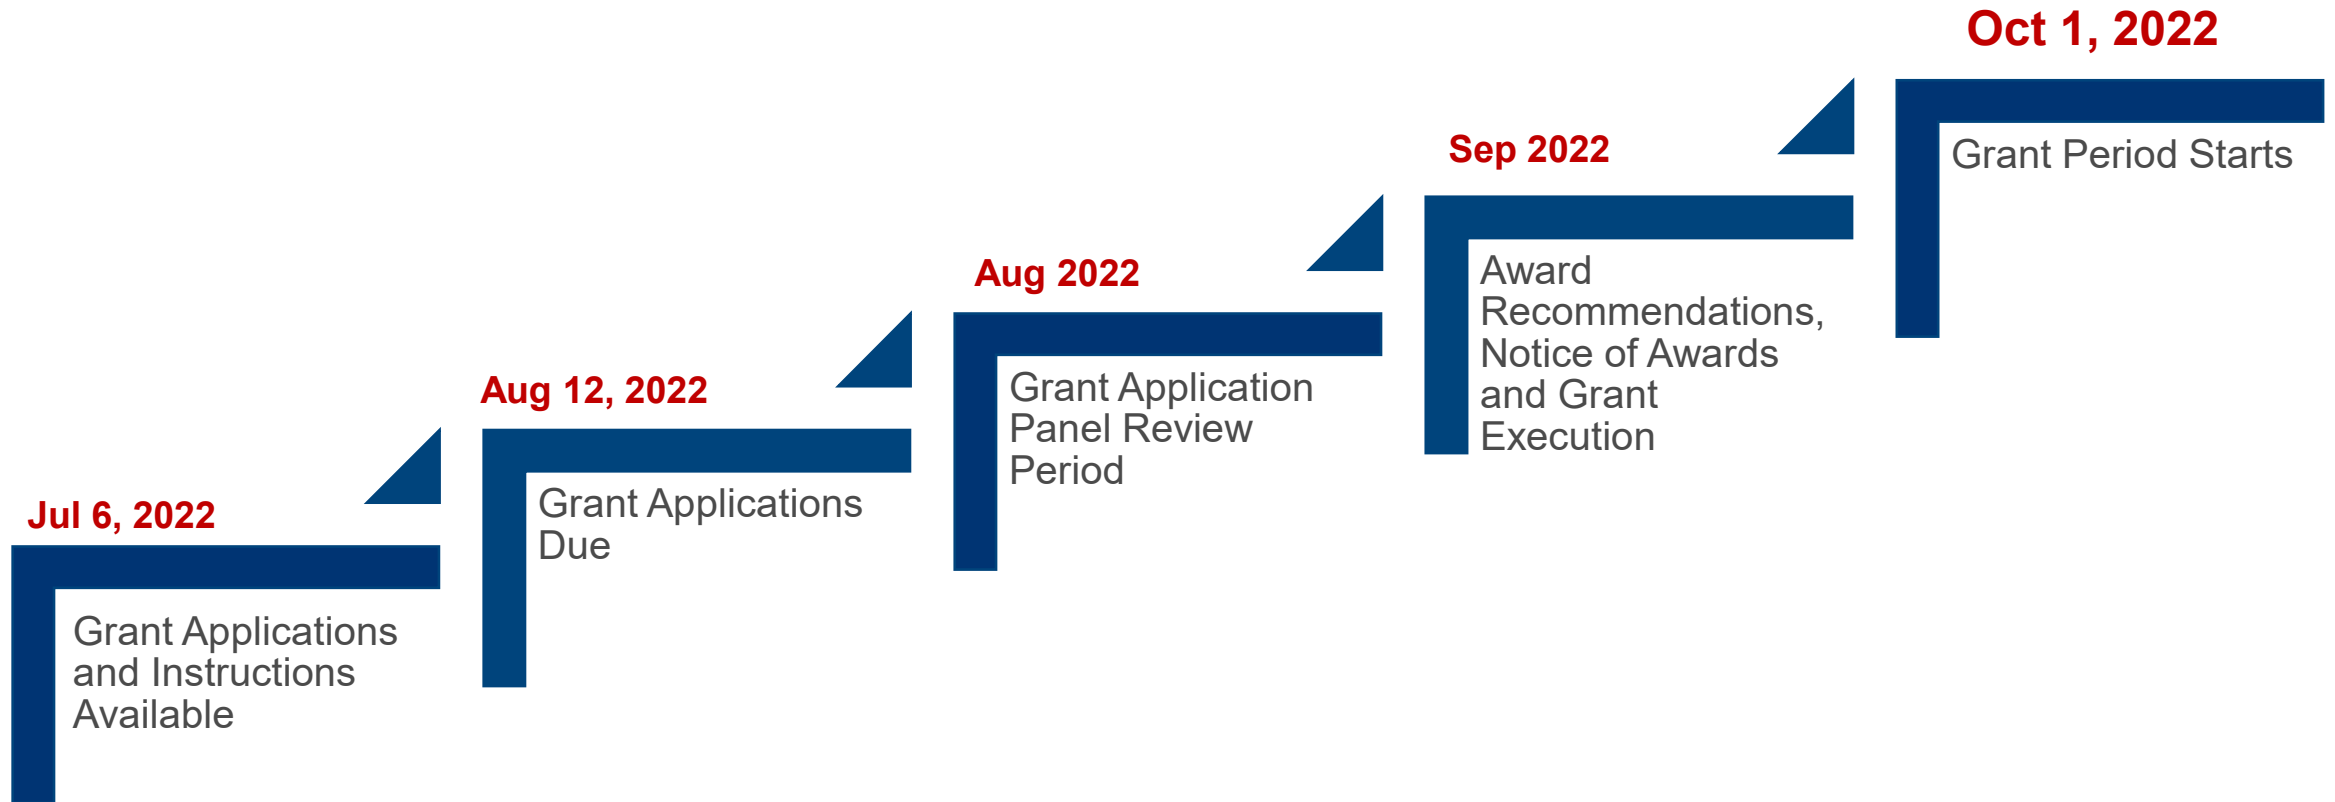 Jul 6, 2022
Grant Applications
and Instructions
Available
Aug 12, 2022
Grant Applications
Due
Aug 2022
Grant Application
Panel Review
Period
Sep 2022
Award
Recommendations,
Notice of Awards
and Grant
Execution
Oct 1, 2022
Grant Period Starts